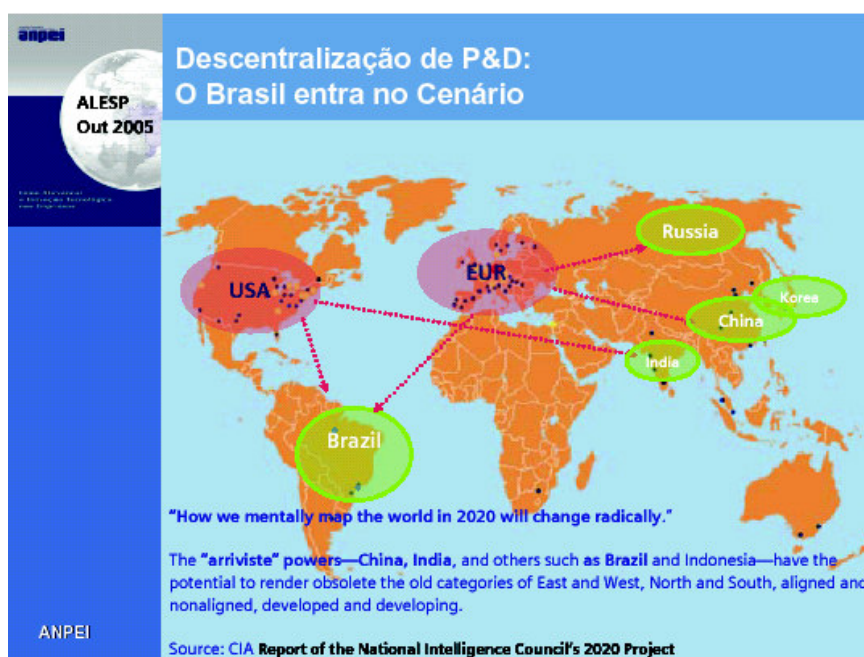 anpei
ALESP
Out 2005
Descentralização de P&D:
O Brasil entra no Cenário
USA
EUR
Russia
Korea
China
India
Brazil
"How we mentally map the world in 2020 will change radically."
The "arriviste" powers—China, India, and others such as Brazil and Indonesia—have the
potential to render obsolete the old categories of East and West, North and South, aligned and
nonaligned, developed and developing.
ANPEI
Source: CIA Report of the National Intelligence Council's 2020 Project